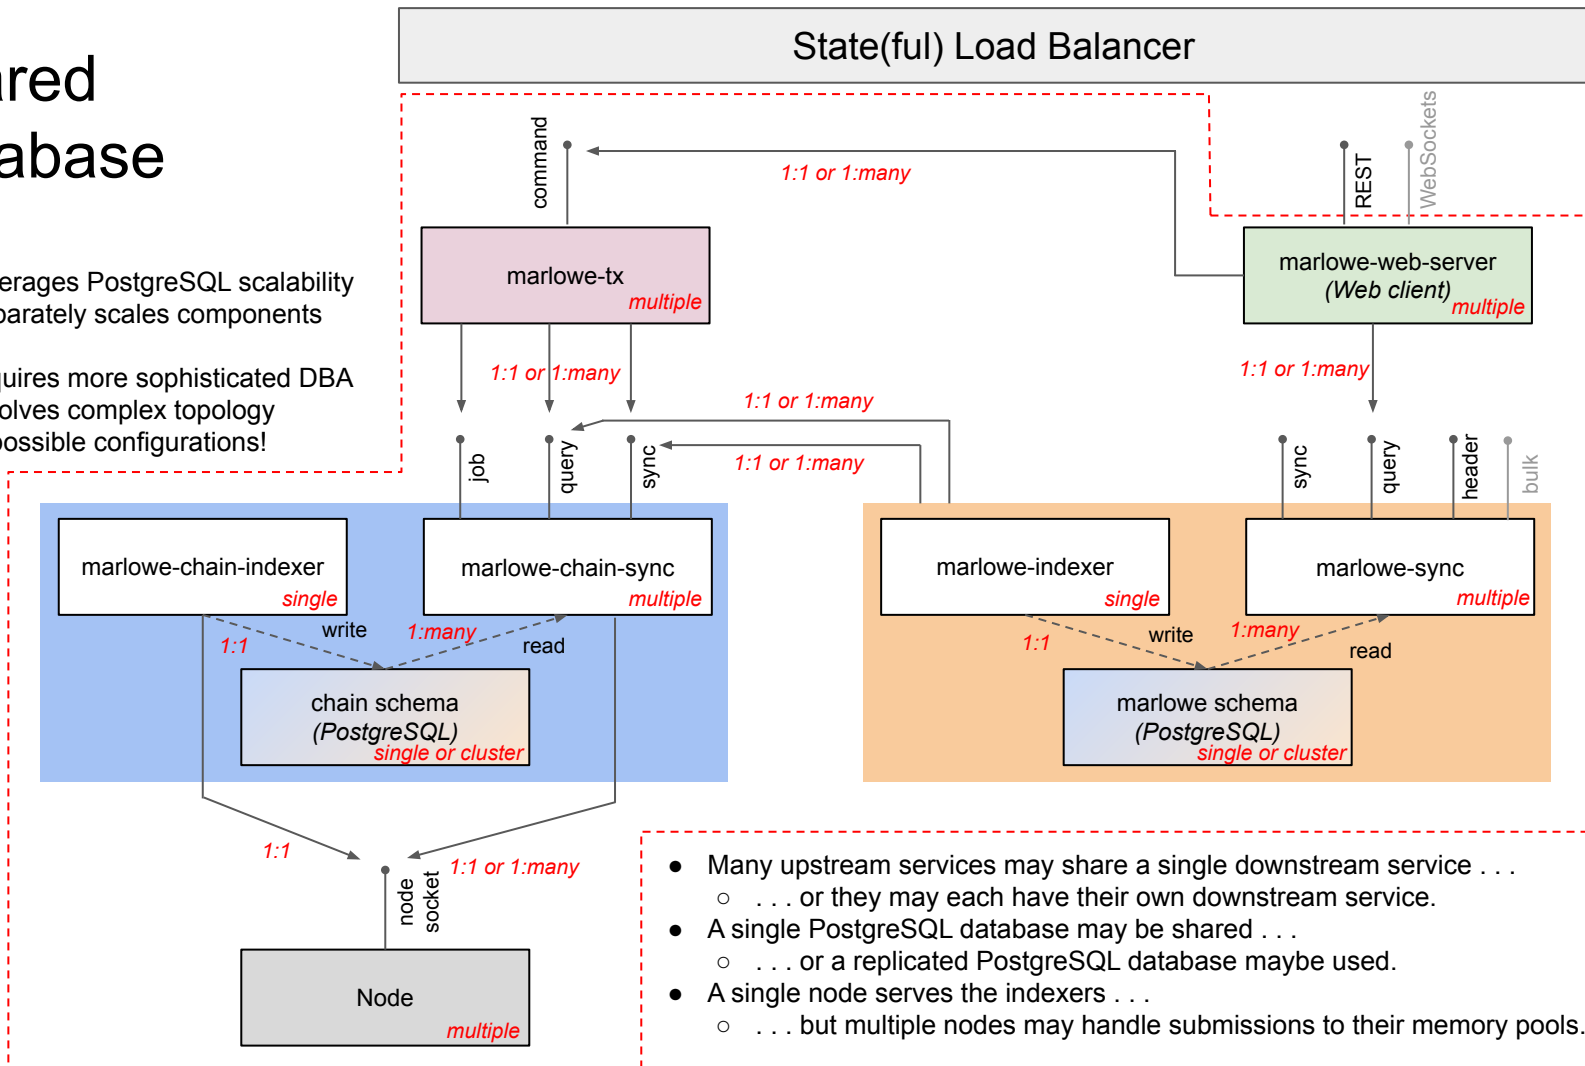 State(ful) Load Balancer
ared
abase
erages PostgreSQL scalability
parately scales components
quires more sophisticated DBA
olves complex topology
possible configurations!
command
1:1 or 1:many
REST
WebSockets
marlowe-tx
multiple
marlowe-web-server
(Web client)
multiple
1:1 or 1:many
1:1 or 1:many
1:1 or 1:many
1:1 or 1:many
job
query
sync
sync
query
header
bulk
marlowe-chain-indexer
single
marlowe-chain-sync
multiple
marlowe-indexer
single
marlowe-sync
multiple
1:1
write
1:many
read
1:1
write
1:many
read
chain schema
(PostgreSQL)
single or cluster
marlowe schema
(PostgreSQL)
single or cluster
1:1
node
socket
1:1 or 1:many
Node
multiple
● Many upstream services may share a single downstream service . . .
○ . . . or they may each have their own downstream service.
● A single PostgreSQL database may be shared . . .
○ . . . or a replicated PostgreSQL database maybe used.
● A single node serves the indexers . . .
○ . . . but multiple nodes may handle submissions to their memory pools.